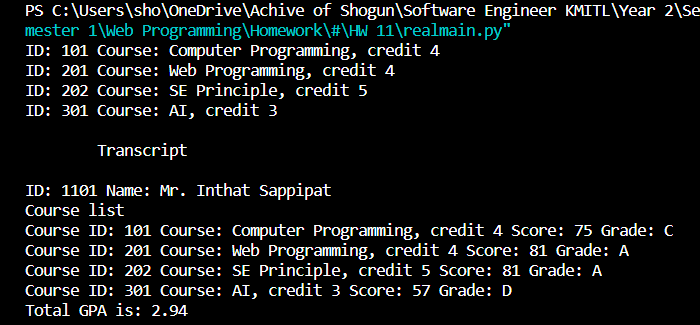 PS C:\Users\sho\OneDrive\Achive of Shogun\Software Engineer KMITL\Year 2\Se
mester 1\Web Programming\Homework\#\HW 11\realmain.py"
ID: 101 Course: Computer Programming, credit 4
ID: 201 Course: Web Programming, credit 4
ID: 202 Course: SE Principle, credit 5
ID: 301 Course: AI, credit 3
Transcript
ID: 1101 Name: Mr. Inthat Sappipat
Course list
Course ID: 101 Course: Computer Programming, credit 4 Score: 75 Grade: C
Course ID: 201 Course: Web Programming, credit 4 Score: 81 Grade: A
Course ID: 202 Course: SE Principle, credit 5 Score: 81 Grade: A
Course ID: 301 Course: AI, credit 3 Score: 57 Grade: D
Total GPA is: 2.94